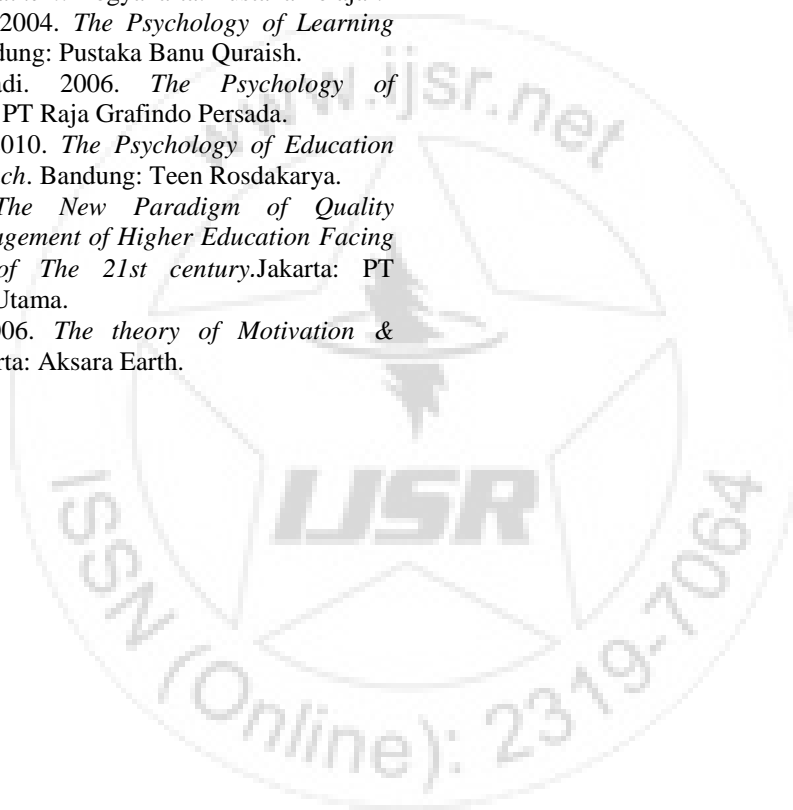 2004. The Psychology of Learning
dung: Pustaka Banu Quraish.
adi. 2006. The Psychology of
PT Raja Grafindo Persada.
010. The Psychology of Education
ch. Bandung: Teen Rosdakarya.
The New Paradigm of Quality
agement of Higher Education Facing
of The 21st century.Jakarta: PT
Utama.
06. The theory of Motivation &
rta: Aksara Earth.
www.ijsr.net
IJSR
ISSN (Online): 2319-7064